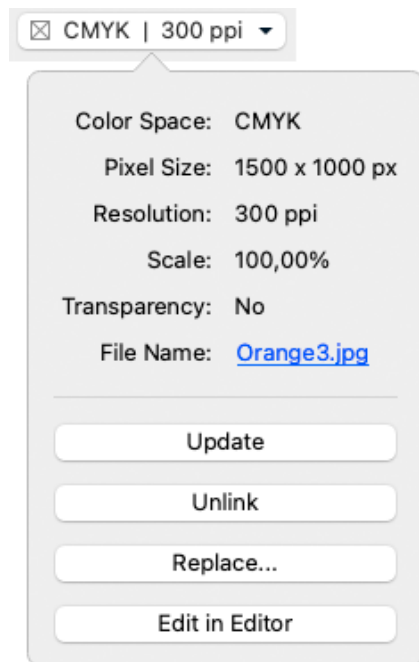 CMYK | 300 ppi
Color Space: CMYK
Pixel Size: 1500 x 1000 px
Resolution: 300 ppi
Scale: 100,00%
Transparency: No
File Name: Orange3.jpg
Update
Unlink
Replace...
Edit in Editor